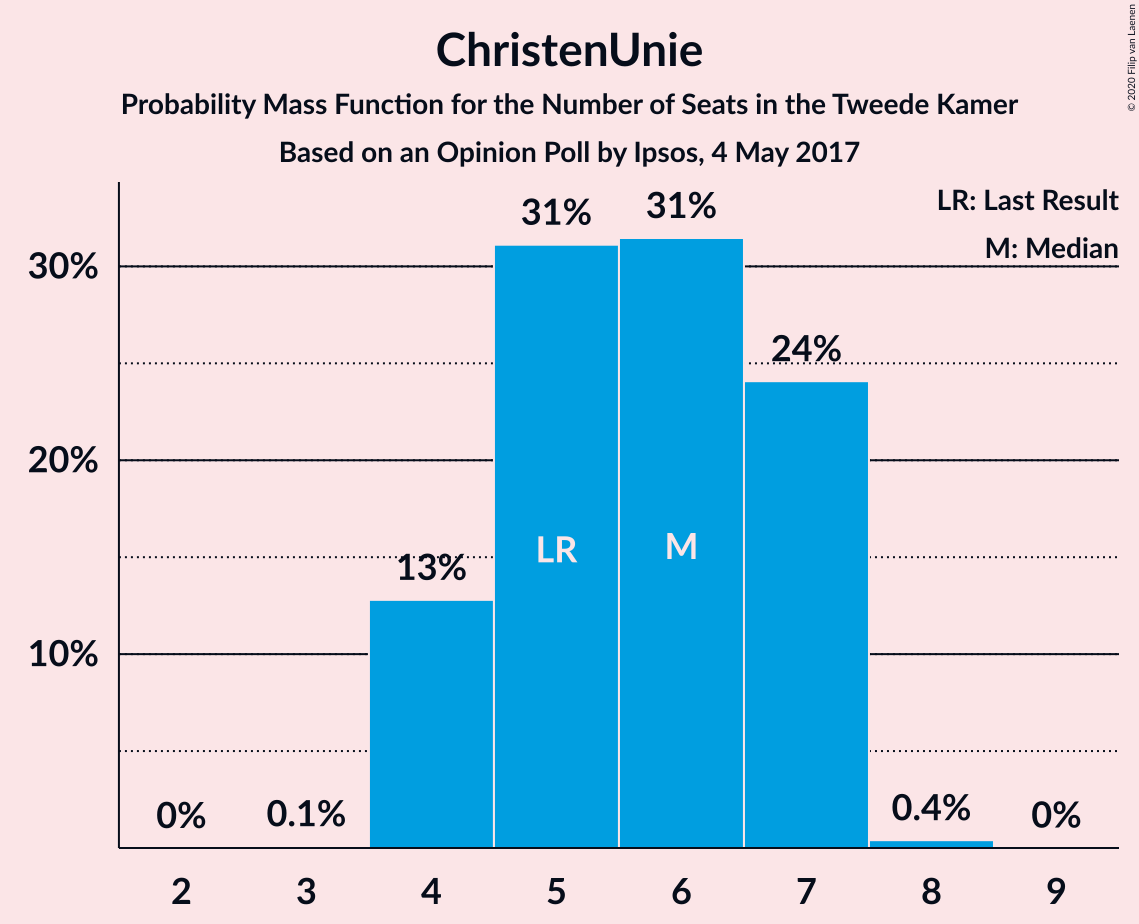 ChristenUnie
Probability Mass Function for the Number of Seats in the Tweede Kamer
Based on an Opinion Poll by Ipsos, 4 May 2017
© 2020 Filip van Laenen
LR: Last Result
M: Median
30%
20%
10%
0%
0.1%
13%
31%
31%
24%
0.4%
0%
LR
M
2 3 4 5 6 7 8 9